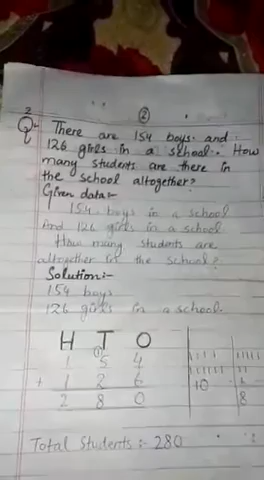 ②
Q2 There are 154 boys and
126 girls in a school. How
many students are there in
the school altogether?
Given data:-
154 boys in a school
And 126 girls in a school
How many students are
altogether in the school?
Solution:-
154 boys
126 girls in a school
H T O
①
1 5 4
+ 1 2 6
2 8 0
10
8
Total Students :- 280